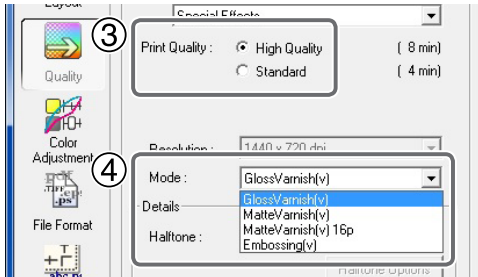 Layout
Special Effects
③
Print Quality :
High Quality
( 8 min)
Standard
( 4 min)
Quality
Color
Adjustment
Resolution :
1440 x 720 dpi
④
Mode :
GlossVarnish(v)
GlossVarnish(v)
MatteVarnish(v)
MatteVarnish(v) 16p
Embossing(v)
Details
Halftone :
Halftone Options
File Format